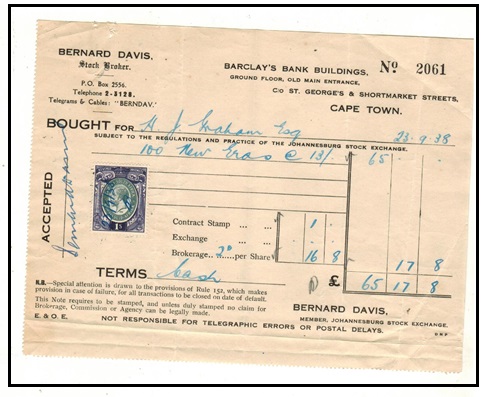 BERNARD DAVIS,
Stock Broker.
P.O. Box 2556.
Telephone 2-3128.
Telegrams & Cables: "BERNDAV."
BARCLAY'S BANK BUILDINGS,
GROUND FLOOR, OLD MAIN ENTRANCE,
C/O ST. GEORGE'S & SHORTMARKET STREETS,
CAPE TOWN.
No 2061
BOUGHT FOR H J Graham Esq 23-9-38
SUBJECT TO THE REGULATIONS AND PRACTICE OF THE JOHANNESBURG STOCK EXCHANGE.
100 New Eras @ 13/- 65 . .
ACCEPTED
1s
Contract Stamp ... ... 1 .
Exchange ... ... . .
Brokerage 2d per Share 16 8 17 8
TERMS Cash £ 65 17 8
N.B.—Special attention is drawn to the provisions of Rule 152, which makes
provision in case of failure, for all transactions to be closed on date of default.
This Note requires to be stamped, and unless duly stamped no claim for
Brokerage, Commission or Agency can be legally made.
BERNARD DAVIS,
MEMBER, JOHANNESBURG STOCK EXCHANGE.
E. & O. E. NOT RESPONSIBLE FOR TELEGRAPHIC ERRORS OR POSTAL DELAYS.